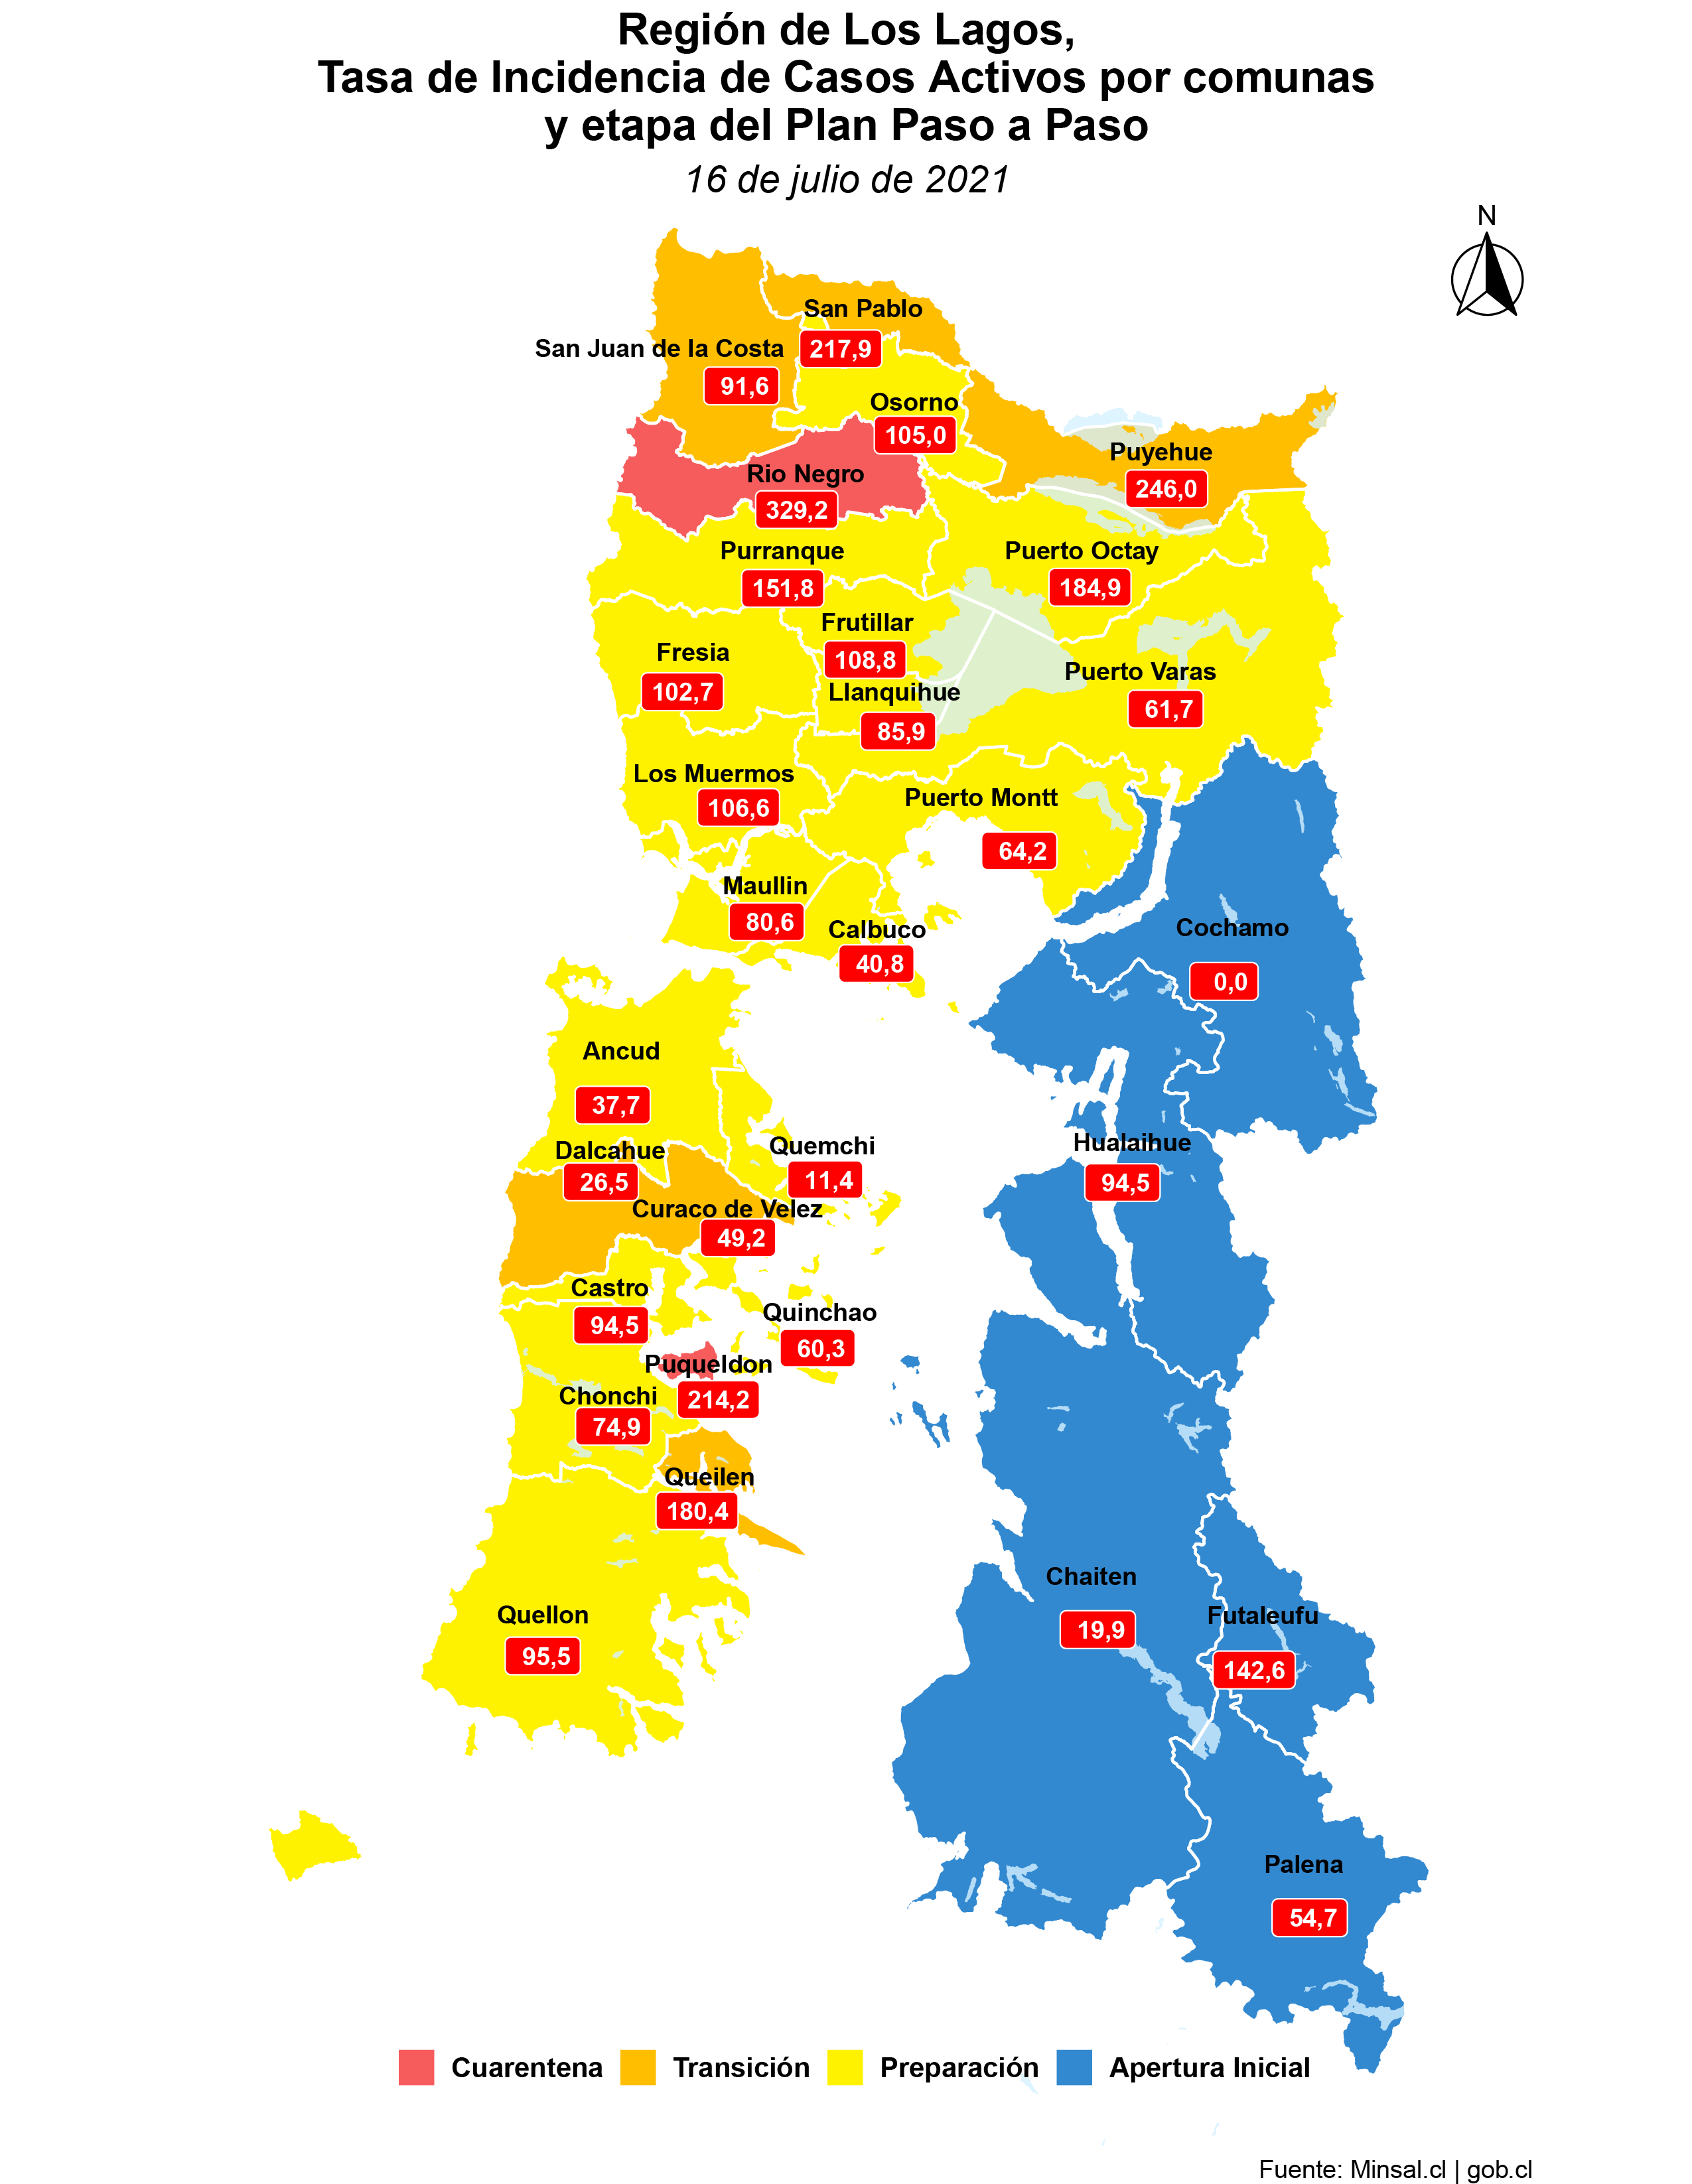 Región de Los Lagos,
Tasa de Incidencia de Casos Activos por comunas
y etapa del Plan Paso a Paso
16 de julio de 2021
N
San Pablo
217,9
San Juan de la Costa
91,6
Osorno
105,0
Puyehue
246,0
Rio Negro
329,2
Purranque
151,8
Puerto Octay
184,9
Frutillar
108,8
Fresia
102,7
Puerto Varas
61,7
Llanquihue
85,9
Los Muermos
106,6
Puerto Montt
64,2
Maullin
80,6
Calbuco
40,8
Cochamo
0,0
Ancud
37,7
Hualaihue
94,5
Dalcahue
26,5
Quemchi
11,4
Curaco de Velez
49,2
Castro
94,5
Quinchao
60,3
Puqueldon
214,2
Chonchi
74,9
Queilen
180,4
Chaiten
19,9
Quellon
95,5
Futaleufu
142,6
Palena
54,7
Cuarentena Transición Preparación Apertura Inicial
Fuente: Minsal.cl | gob.cl